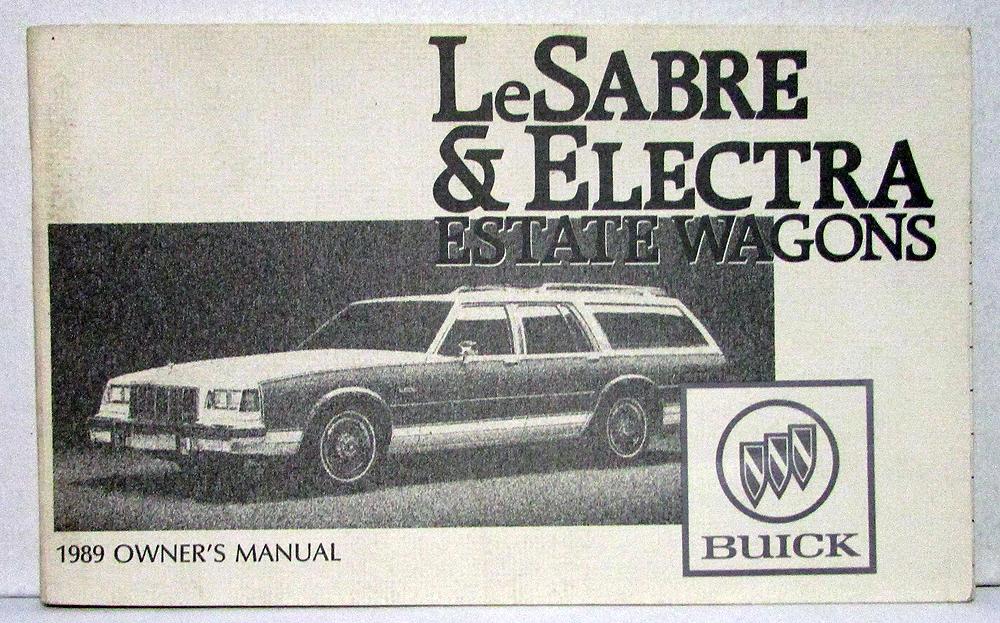 LeSABRE
& ELECTRA
ESTATE WAGONS
BUICK
1989 OWNER'S MANUAL